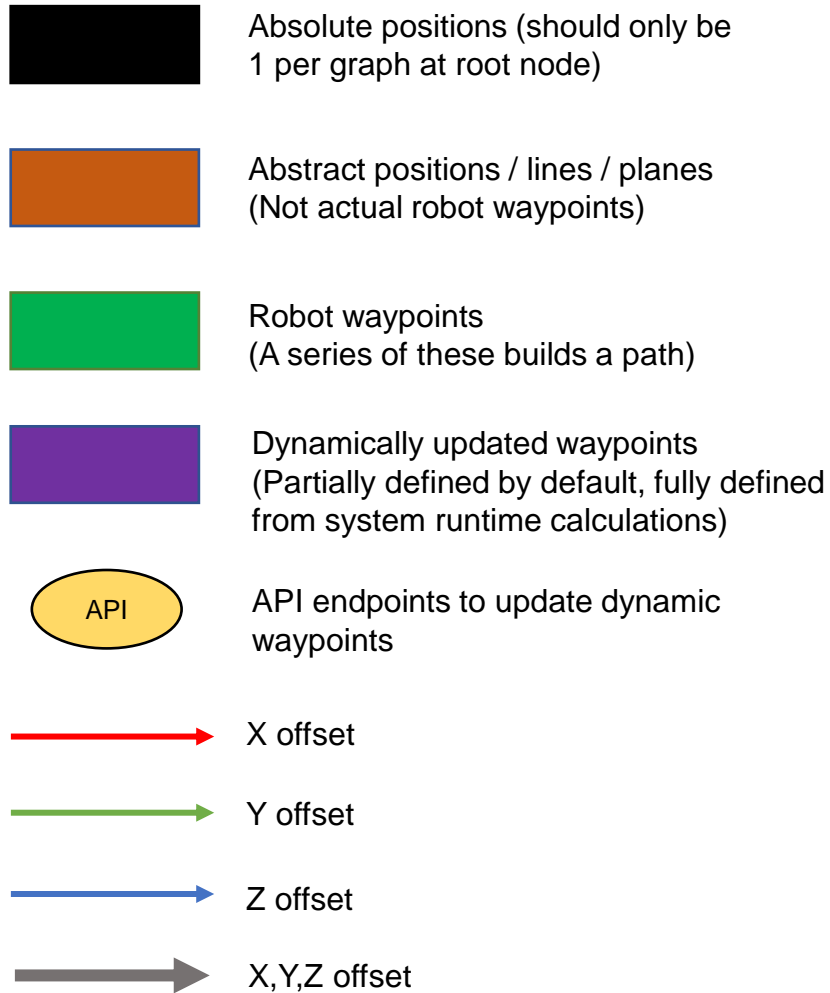 Absolute positions (should only be
1 per graph at root node)
Abstract positions / lines / planes
(Not actual robot waypoints)
Robot waypoints
(A series of these builds a path)
Dynamically updated waypoints
(Partially defined by default, fully defined
from system runtime calculations)
API
API endpoints to update dynamic
waypoints
X offset
Y offset
Z offset
X,Y,Z offset